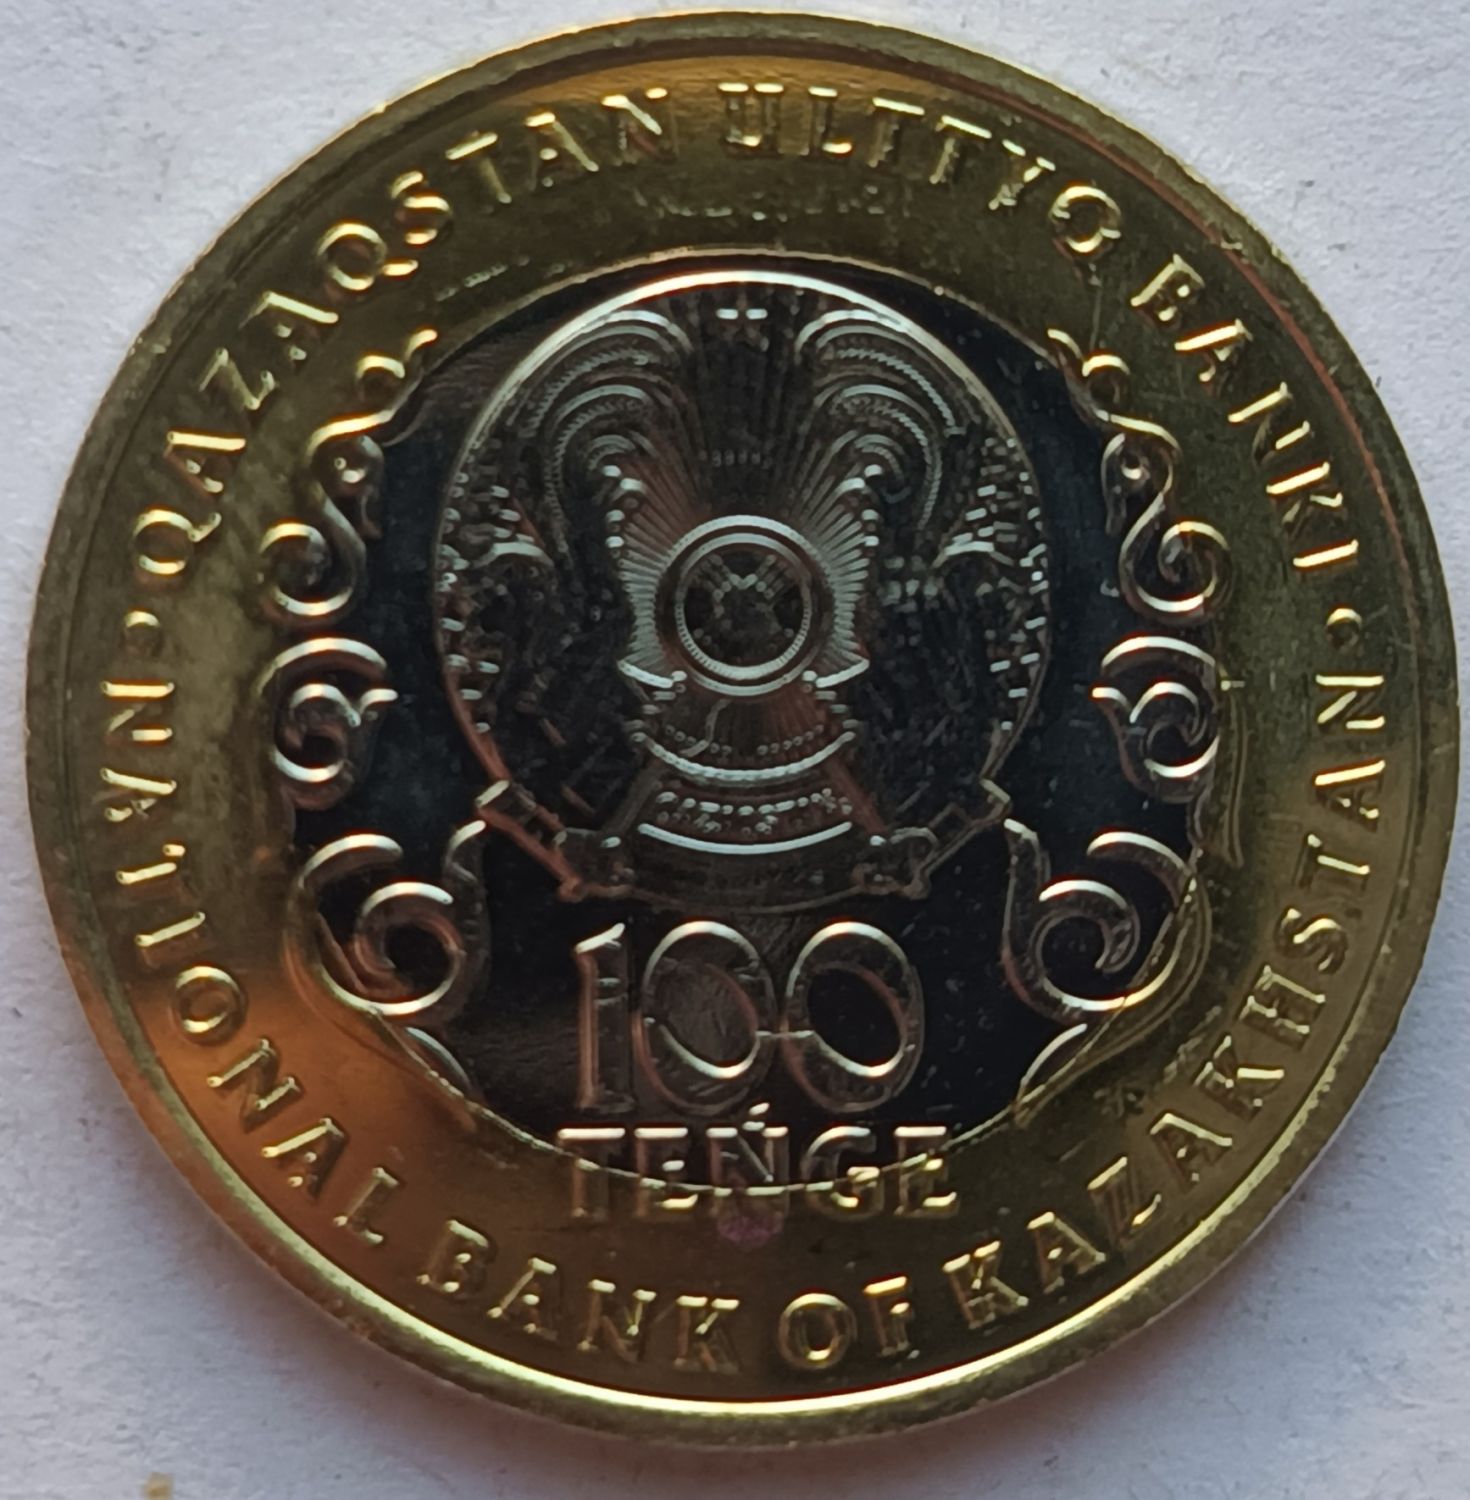 • QAZAQSTAN ULTTYQ BANKI •
100
TEŃGE
NATIONAL BANK OF KAZAKHSTAN